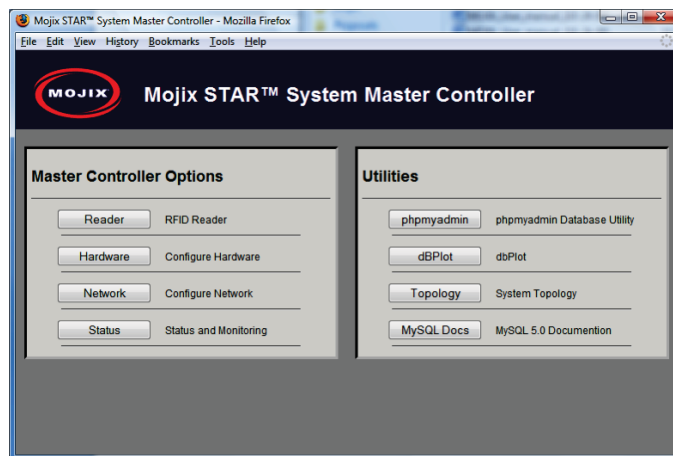 Mojix STAR™ System Master Controller - Mozilla Firefox
File Edit View History Bookmarks Tools Help
MOJIX
Mojix STAR™ System Master Controller
Master Controller Options
Reader RFID Reader
Hardware Configure Hardware
Network Configure Network
Status Status and Monitoring
Utilities
phpmyadmin phpmyadmin Database Utility
dBPlot dbPlot
Topology System Topology
MySQL Docs MySQL 5.0 Documention